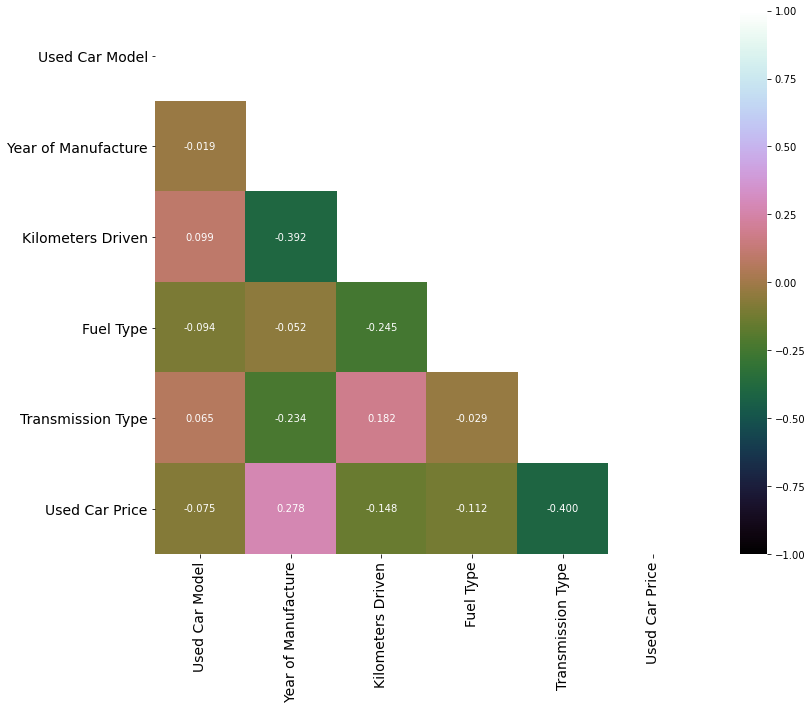 Used Car Model
Year of Manufacture
-0.019
Kilometers Driven
0.099
-0.392
Fuel Type
-0.094
-0.052
-0.245
Transmission Type
0.065
-0.234
0.182
-0.029
Used Car Price
-0.075
0.278
-0.148
-0.112
-0.400
Used Car Model
Year of Manufacture
Kilometers Driven
Fuel Type
Transmission Type
Used Car Price
1.00
0.75
0.50
0.25
0.00
−0.25
−0.50
−0.75
−1.00